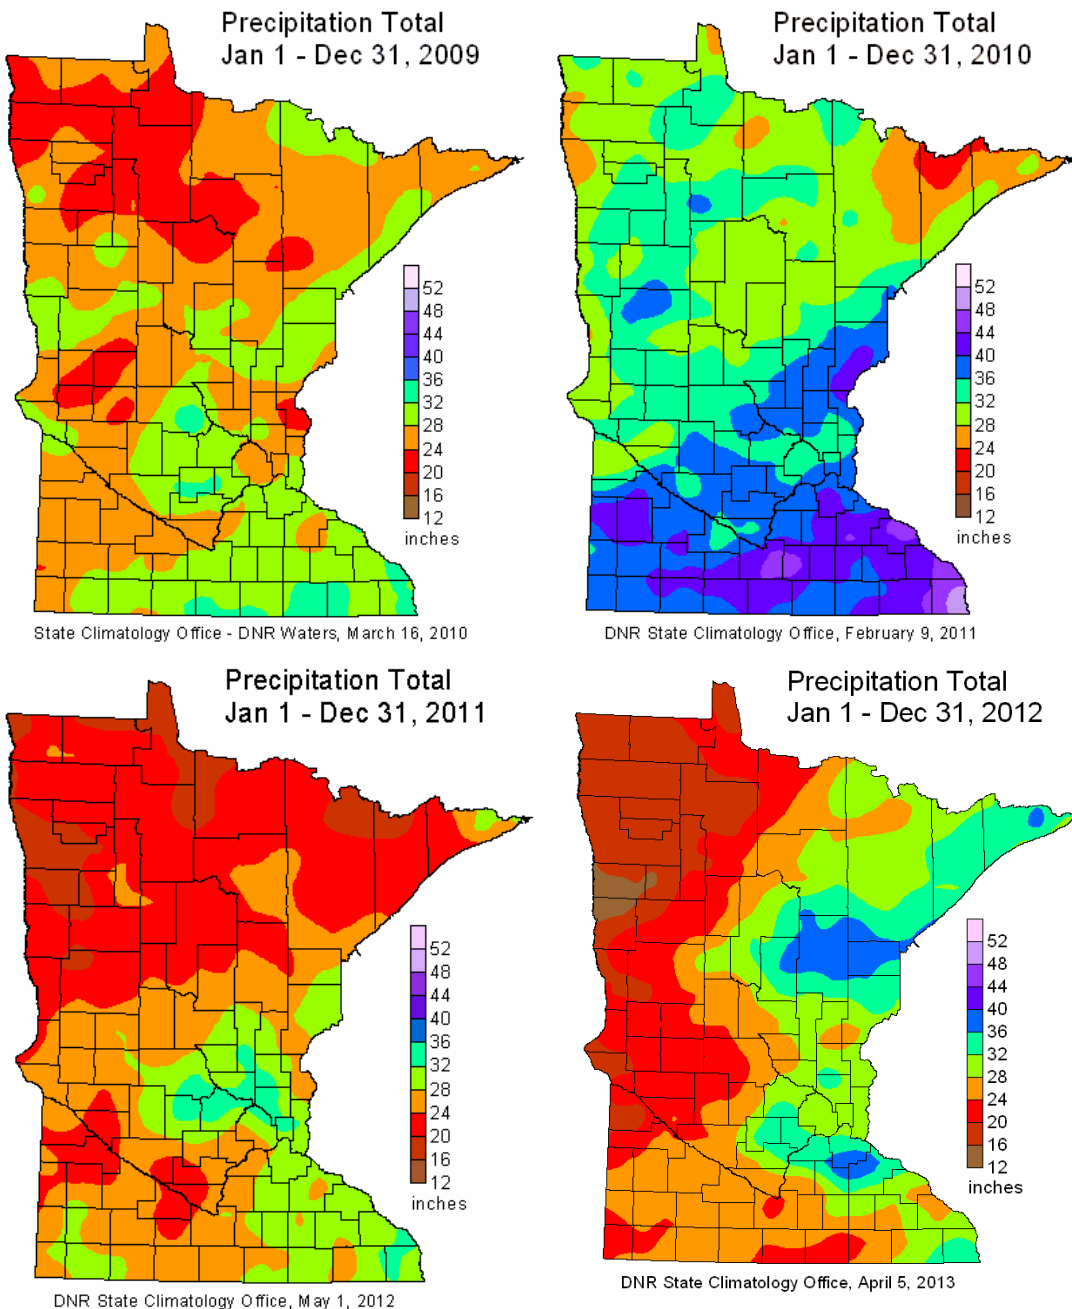 Precipitation Total
Jan 1 - Dec 31, 2009
52
48
44
40
36
32
28
24
20
16
12
inches
State Climatology Office - DNR Waters, March 16, 2010
Precipitation Total
Jan 1 - Dec 31, 2010
52
48
44
40
36
32
28
24
20
16
12
inches
DNR State Climatology Office, February 9, 2011
Precipitation Total
Jan 1 - Dec 31, 2011
52
48
44
40
36
32
28
24
20
16
12
inches
DNR State Climatology Office, May 1, 2012
Precipitation Total
Jan 1 - Dec 31, 2012
52
48
44
40
36
32
28
24
20
16
12
inches
DNR State Climatology Office, April 5, 2013